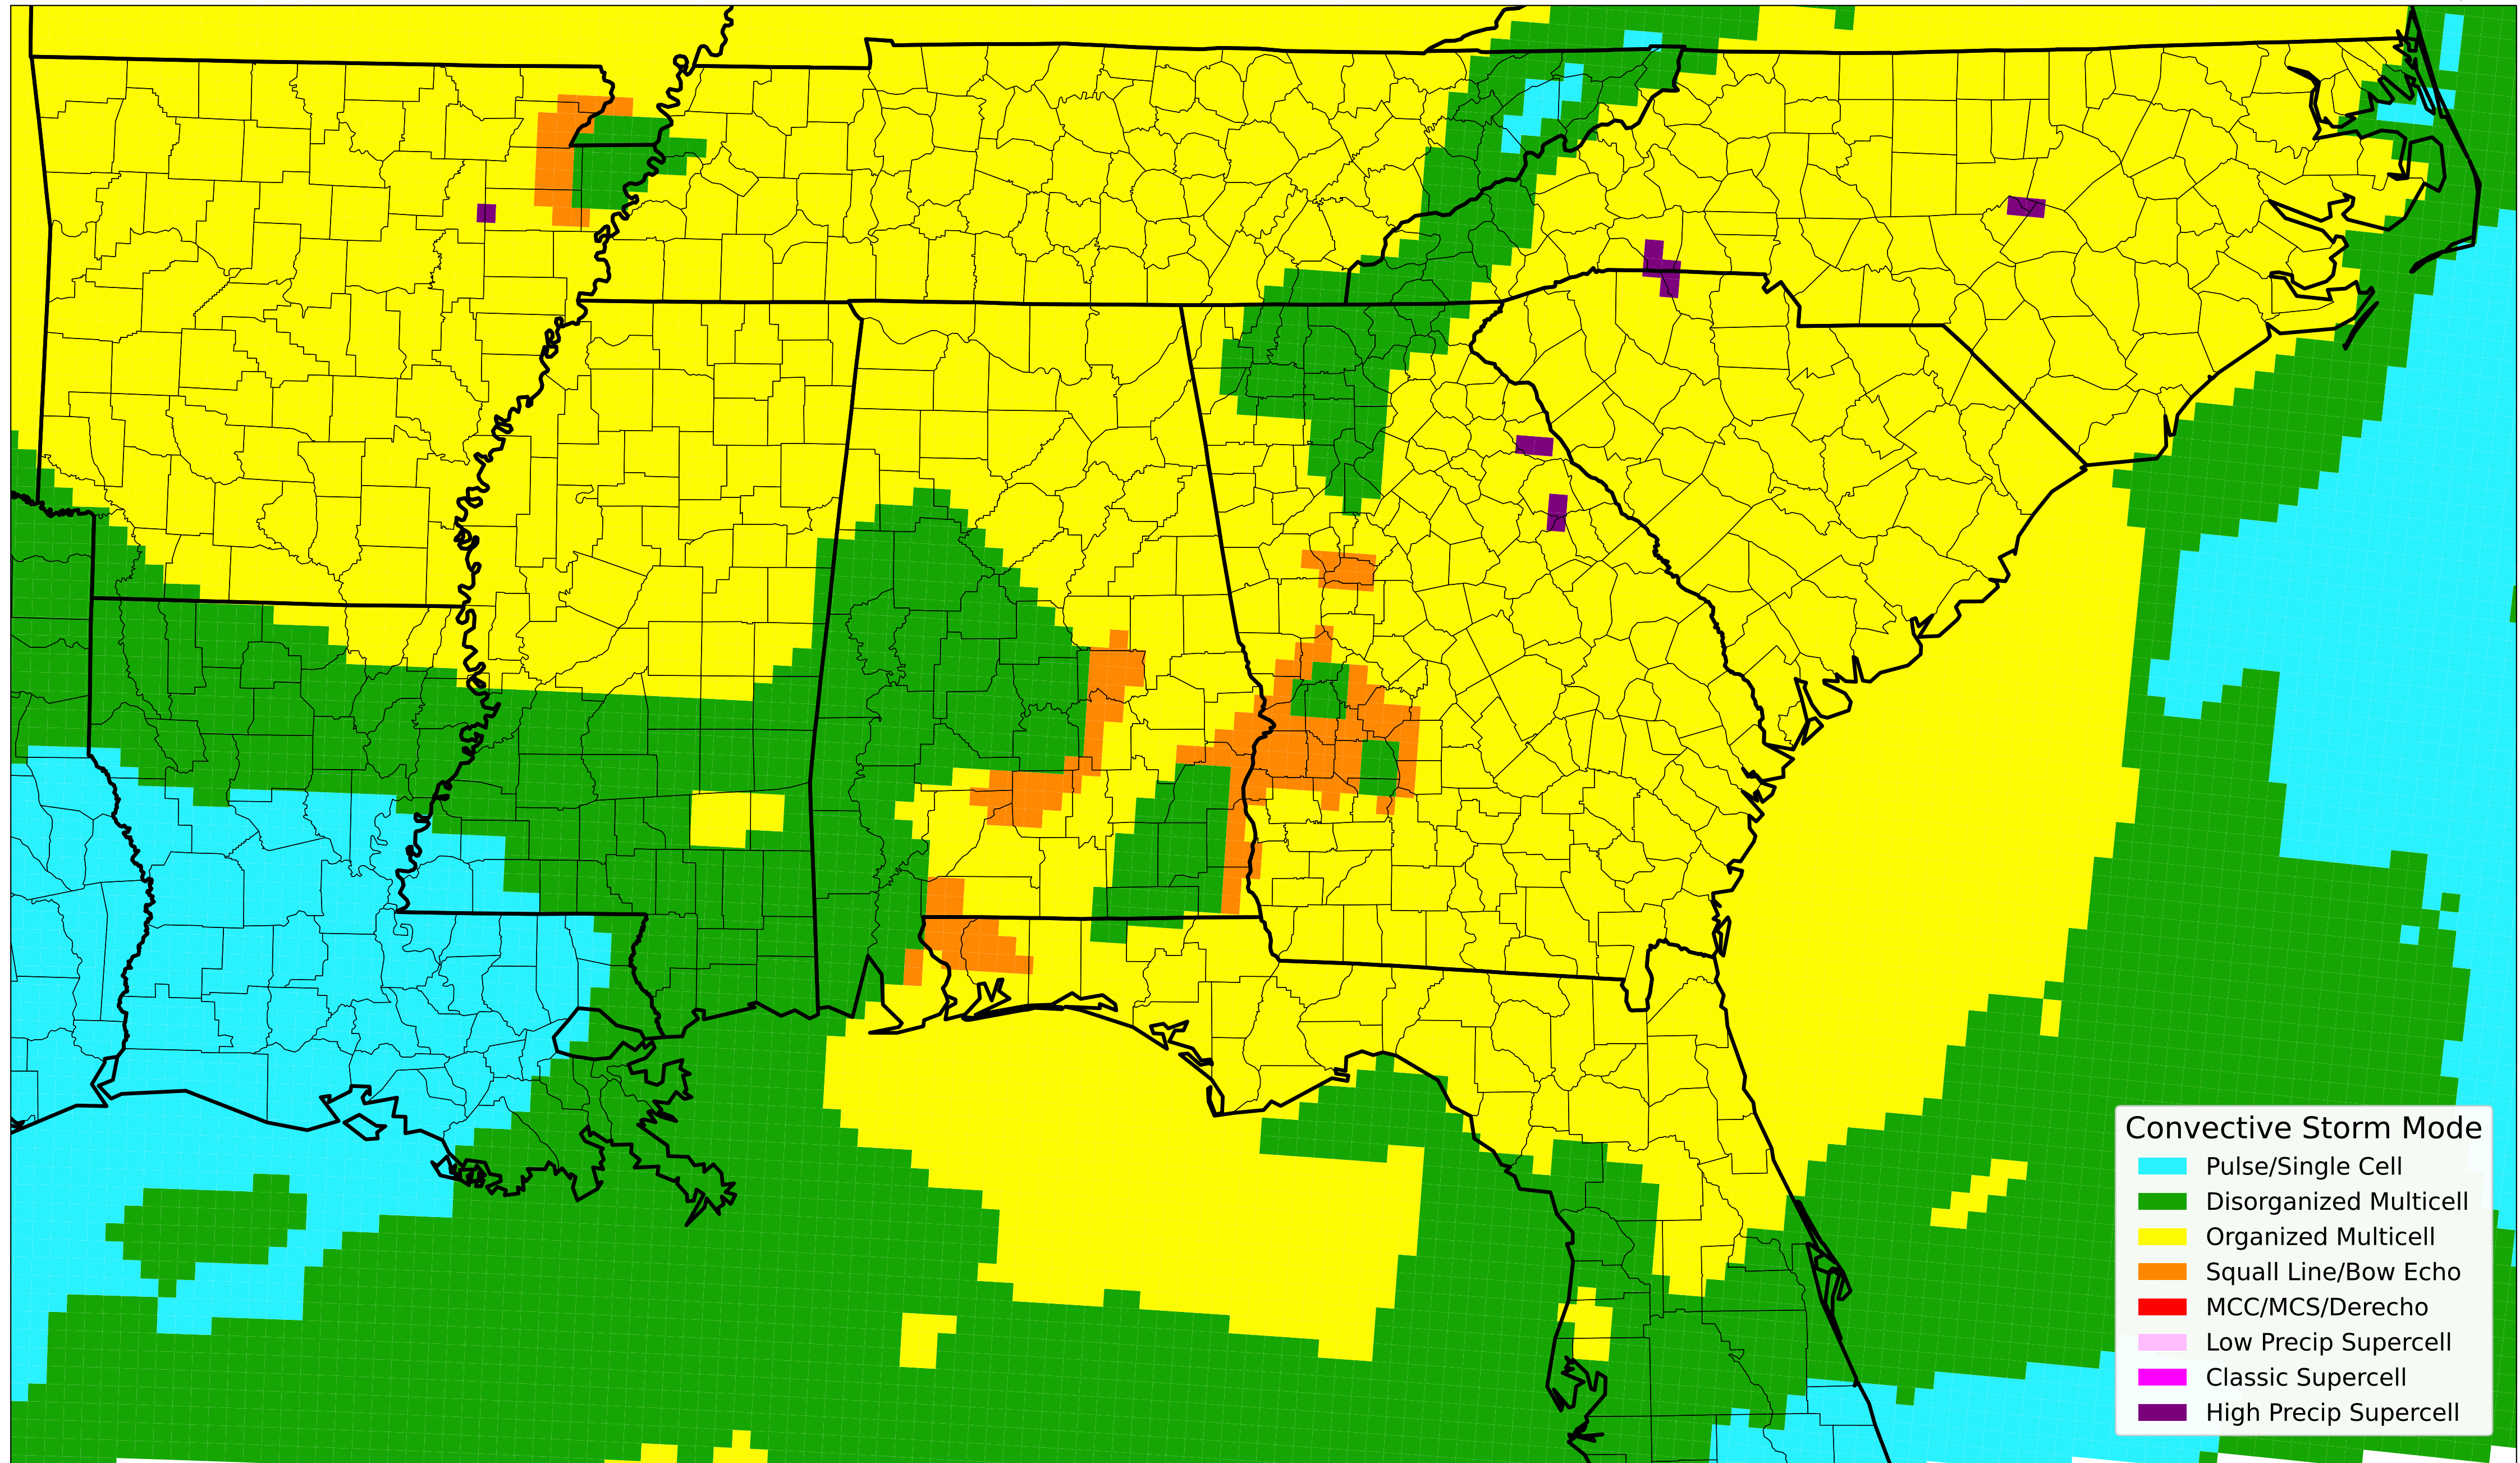 Convective Storm Mode
Pulse/Single Cell
Disorganized Multicell
Organized Multicell
Squall Line/Bow Echo
MCC/MCS/Derecho
Low Precip Supercell
Classic Supercell
High Precip Supercell